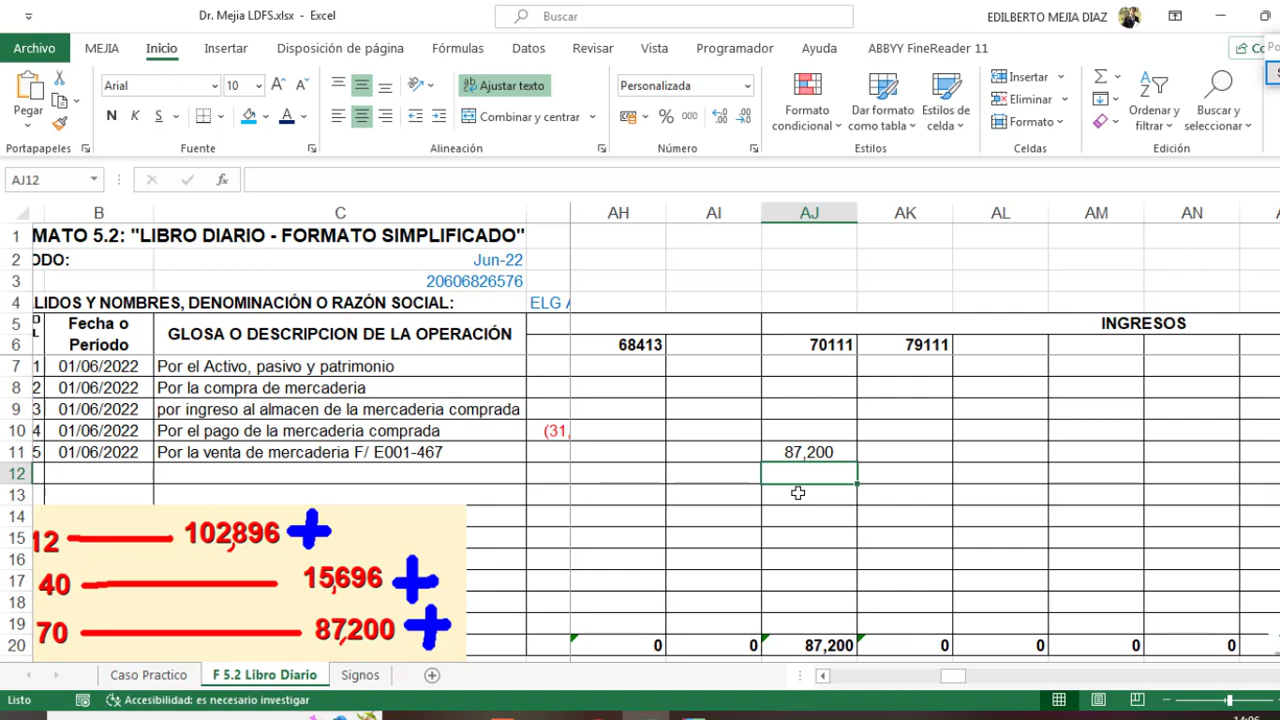 Dr. Mejia LDFS.xlsx - Excel
Buscar
EDILBERTO MEJIA DIAZ
Archivo MEJIA Inicio Insertar Disposición de página Fórmulas Datos Revisar Vista Programador Ayuda ABBYY FineReader 11
Pegar
Arial 10
N K S
Ajustar texto
Combinar y centrar
Personalizada
% 000
Formato condicional
Dar formato como tabla
Estilos de celda
Insertar
Eliminar
Formato
Ordenar y filtrar
Buscar y seleccionar
Portapapeles Fuente Alineación Número Estilos Celdas Edición
AJ12
fx
B C AH AI AJ AK AL AM AN
1 MATO 5.2: "LIBRO DIARIO - FORMATO SIMPLIFICADO"
2 ODO: Jun-22
3 20606826576
4 LIDOS Y NOMBRES, DENOMINACIÓN O RAZÓN SOCIAL: ELG
5 Fecha o Período GLOSA O DESCRIPCION DE LA OPERACIÓN INGRESOS
6 68413 70111 79111
7 1 01/06/2022 Por el Activo, pasivo y patrimonio
8 2 01/06/2022 Por la compra de mercaderia
9 3 01/06/2022 por ingreso al almacen de la mercaderia comprada
10 4 01/06/2022 Por el pago de la mercaderia comprada (31,
11 5 01/06/2022 Por la venta de mercaderia F/ E001-467 87,200
12
13
14
15
16
17
18
19
20 0 0 87,200 0 0 0 0
12 102,896 +
40 15,696 +
70 87,200 +
Caso Practico F 5.2 Libro Diario Signos
Listo Accesibilidad: es necesario investigar